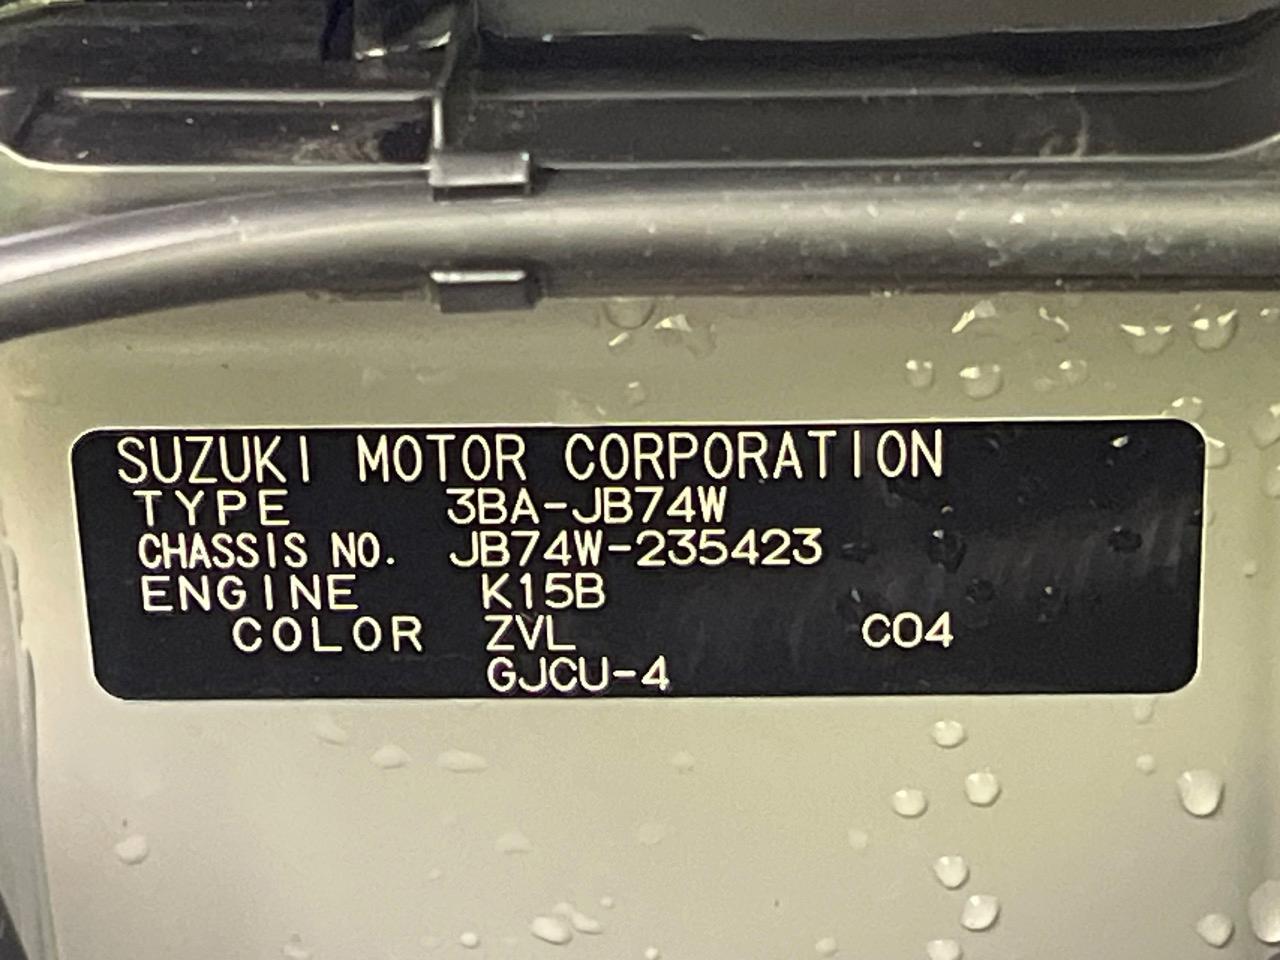 SUZUKI MOTOR CORPORATION
TYPE 3BA-JB74W
CHASSIS NO. JB74W-235423
ENGINE K15B
COLOR ZVL C04
GJCU-4